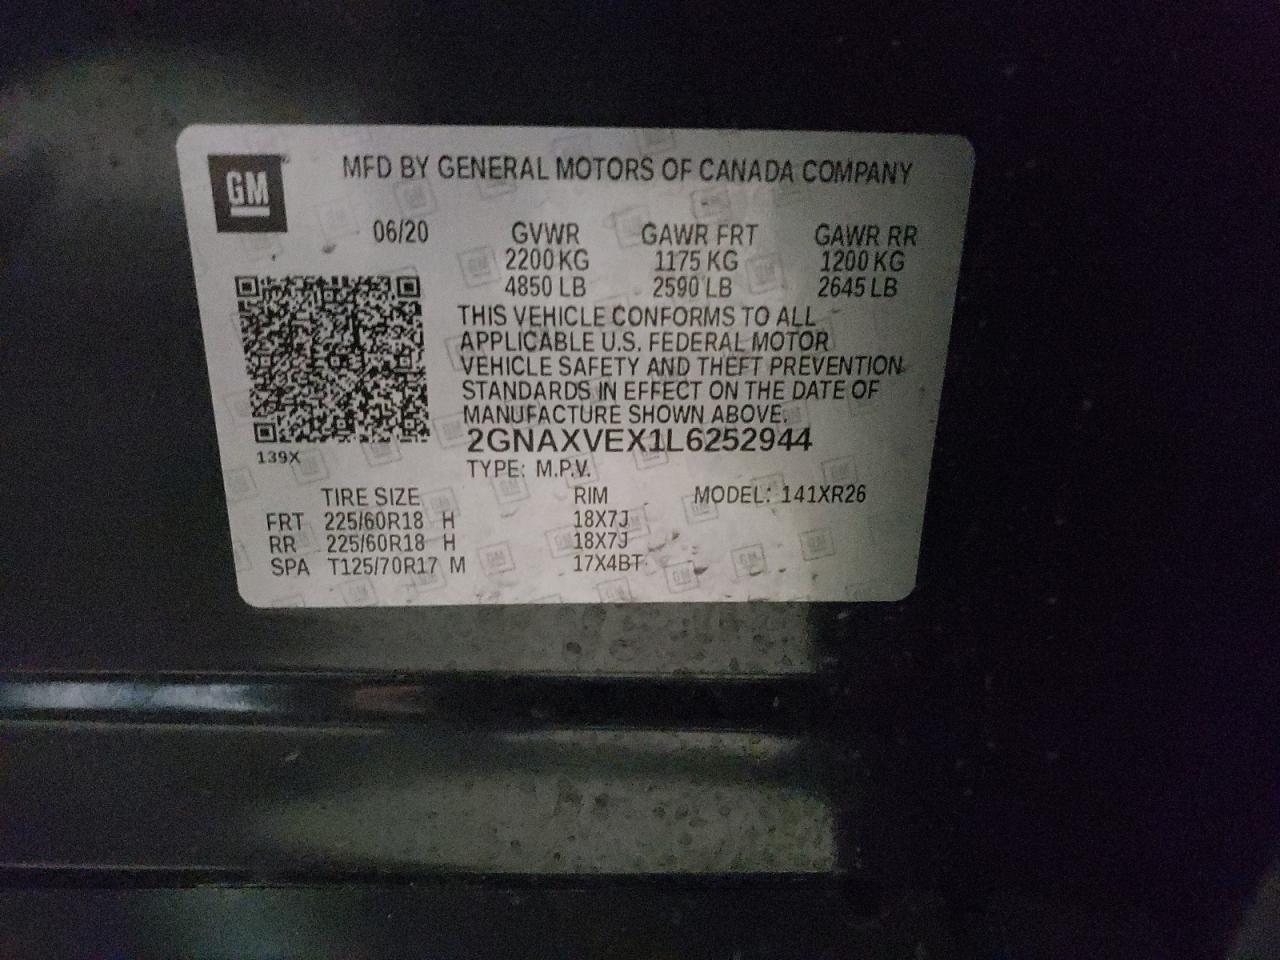 GM
MFD BY GENERAL MOTORS OF CANADA COMPANY
06/20 GVWR GAWR FRT GAWR RR
2200 KG 1175 KG 1200 KG
4850 LB 2590 LB 2645 LB
THIS VEHICLE CONFORMS TO ALL
APPLICABLE U.S. FEDERAL MOTOR
VEHICLE SAFETY AND THEFT PREVENTION
STANDARDS IN EFFECT ON THE DATE OF
MANUFACTURE SHOWN ABOVE.
2GNAXVEX1L6252944
139X
TYPE: M.P.V.
TIRE SIZE RIM MODEL: 141XR26
FRT 225/60R18 H 18X7J
RR 225/60R18 H 18X7J
SPA T125/70R17 M 17X4BT